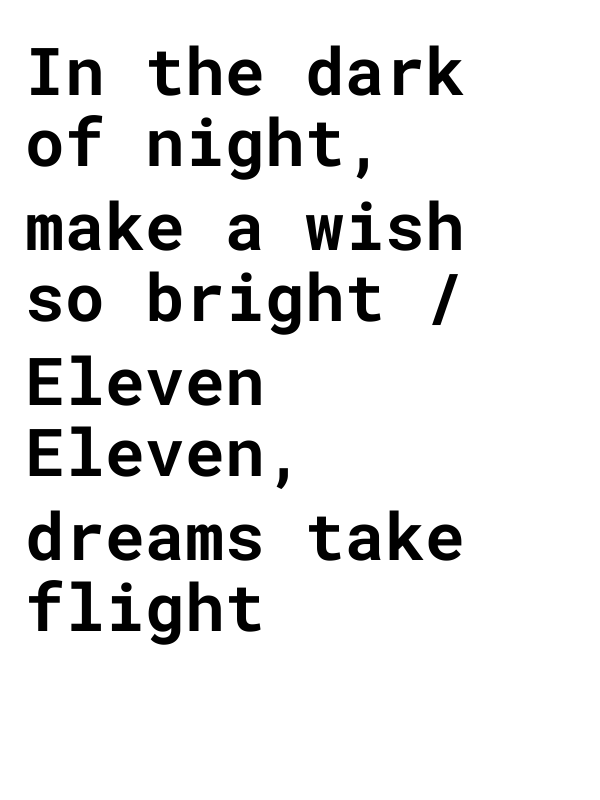 In the dark
of night,
make a wish
so bright /
Eleven
Eleven,
dreams take
flight